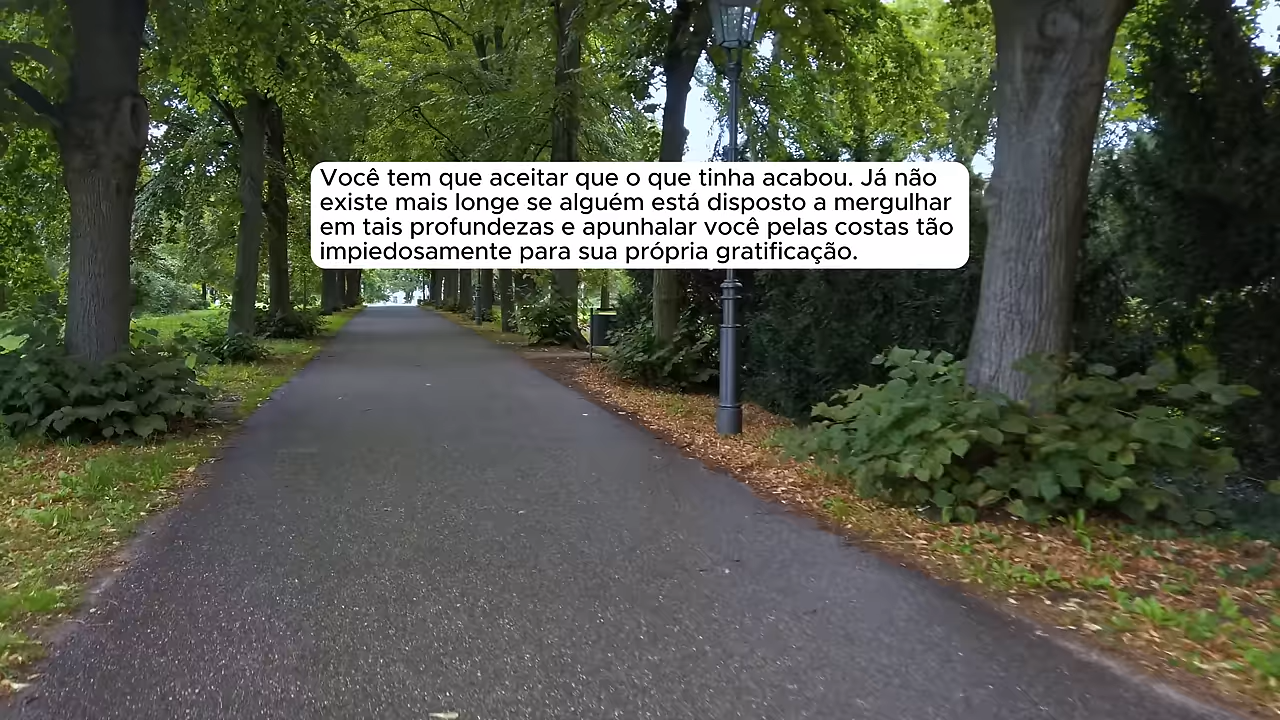 Você tem que aceitar que o que tinha acabou. Já não
existe mais longe se alguém está disposto a mergulhar
em tais profundezas e apunhalar você pelas costas tão
impiedosamente para sua própria gratificação.